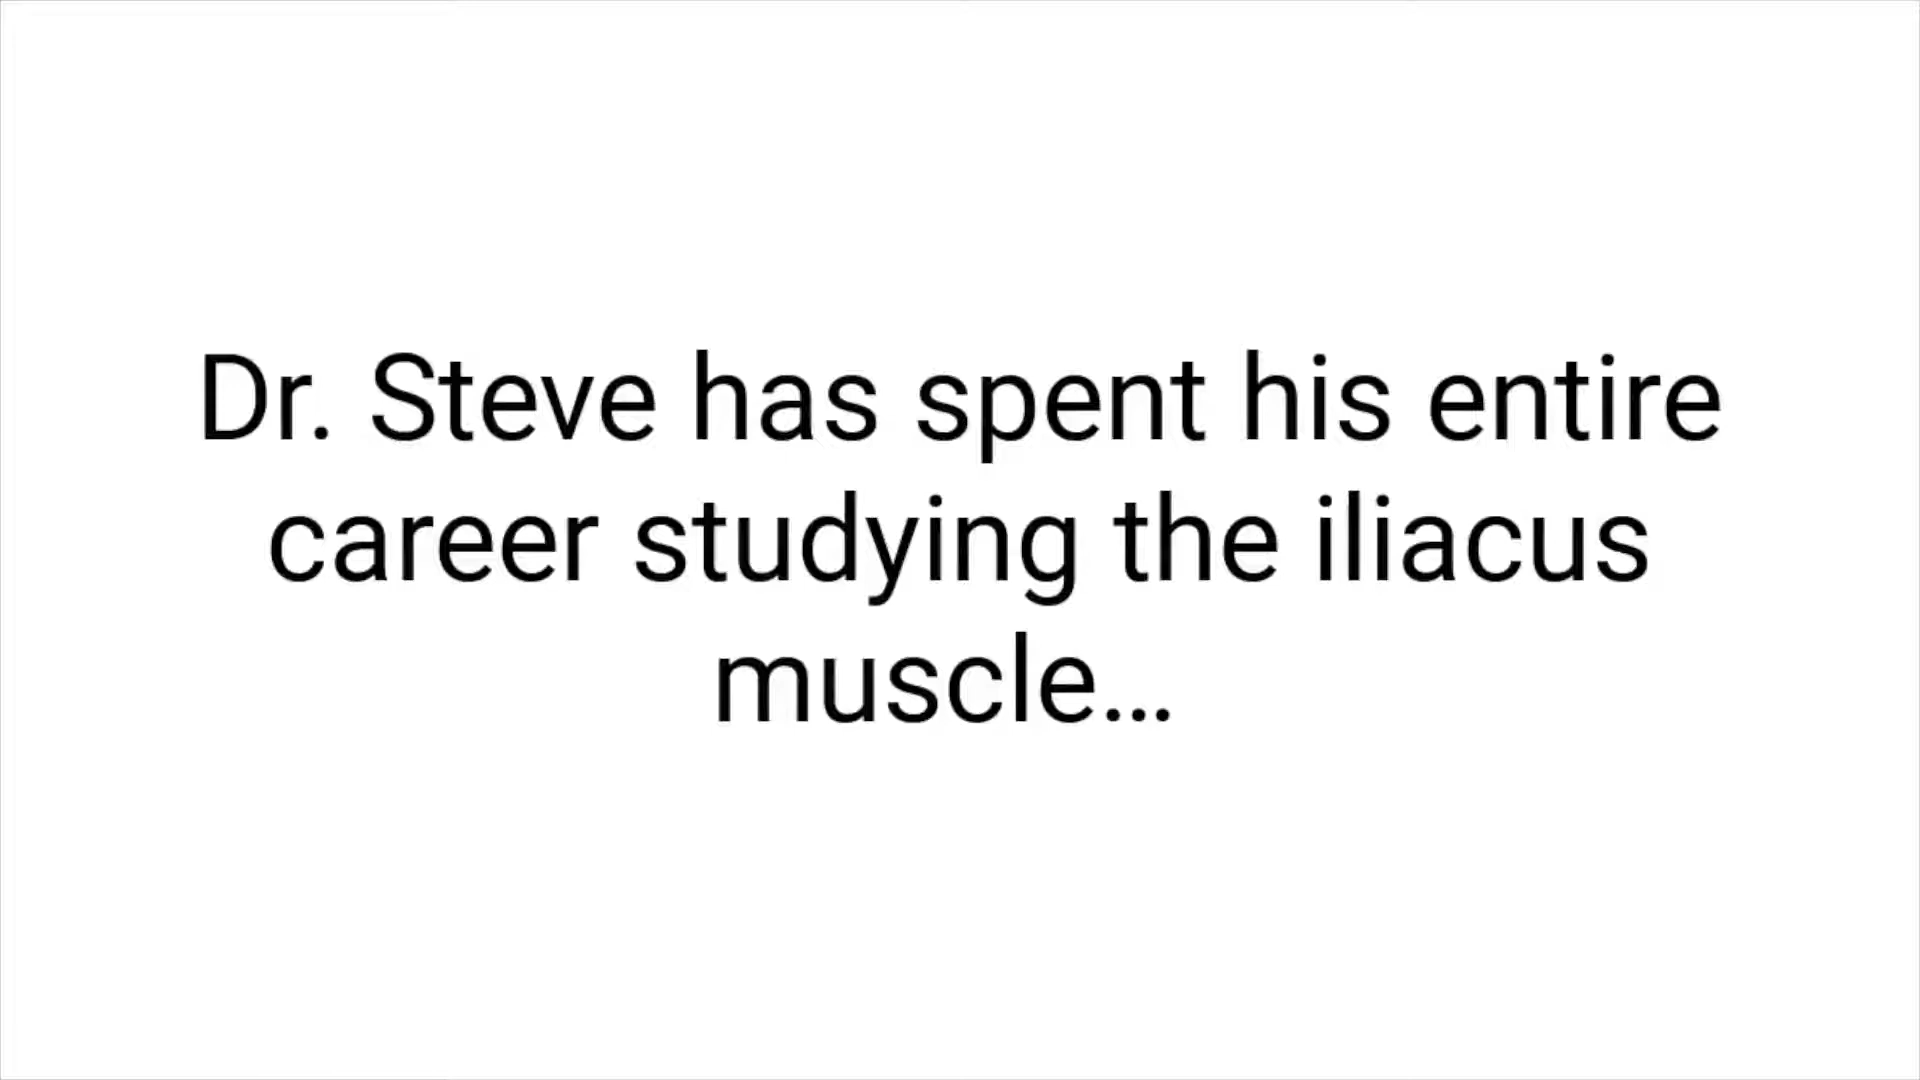 Dr. Steve has spent his entire
career studying the iliacus
muscle…